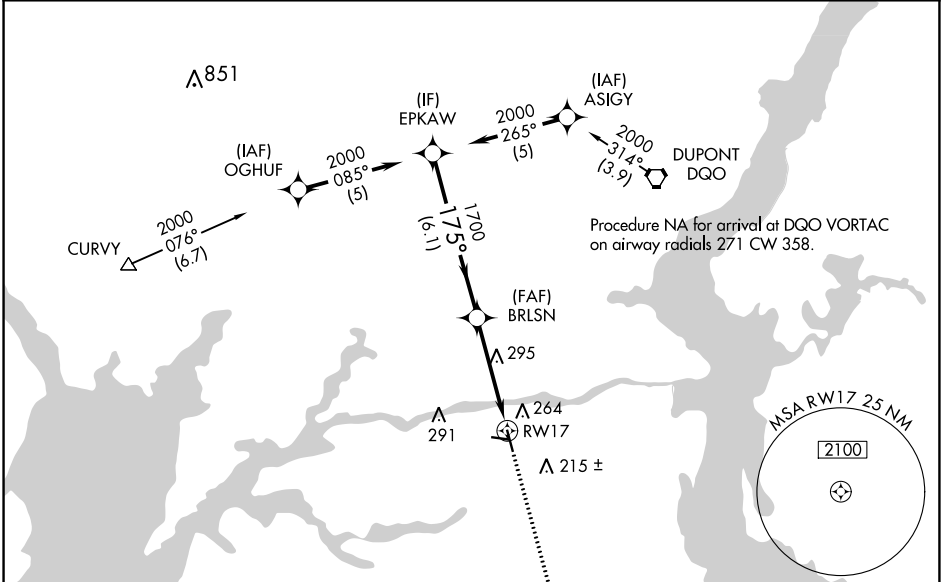 851
(IF)
EPKAW
(IAF)
ASIGY
2000
265°
(5)
2000
314°
(3.9)
DUPONT
DQO
(IAF)
OGHUF
2000
085°
(5)
2000
076°
(6.7)
CURVY
1700
175°
(6.1)
Procedure NA for arrival at DQO VORTAC
on airway radials 271 CW 358.
(FAF)
BRLSN
295
264
291
RW17
215 ±
MSA RW17 25 NM
2100